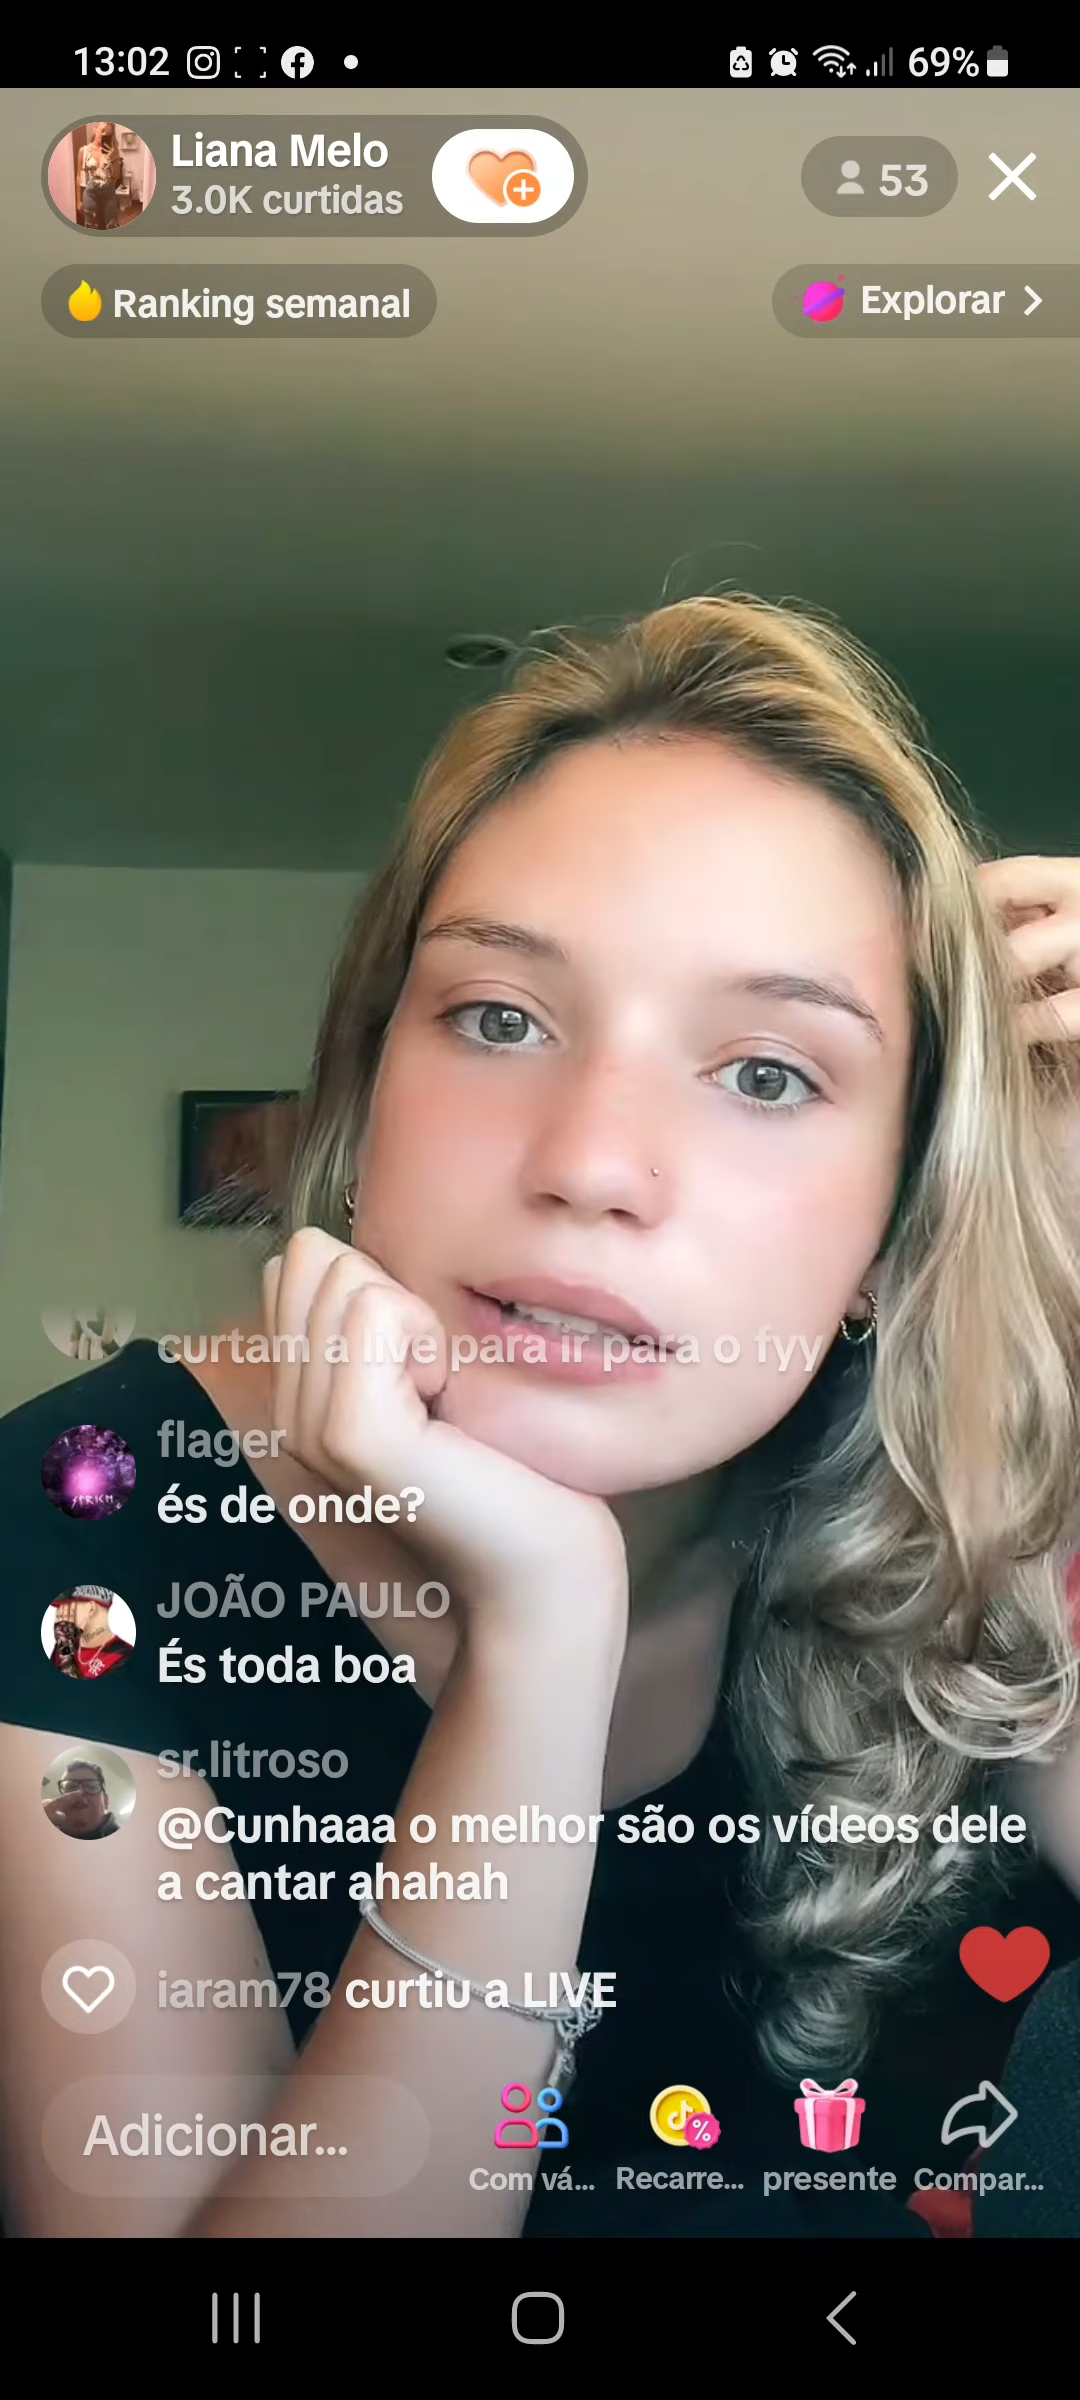 13:02
69%
Liana Melo
3.0K curtidas
53
Ranking semanal
Explorar
curtam a live para ir para o fyy
flager
és de onde?
JOÃO PAULO
És toda boa
sr.litroso
@Cunhaaa o melhor são os vídeos dele
a cantar ahahah
iaram78 curtiu a LIVE
Adicionar...
Com vá... Recarre... presente Compar...